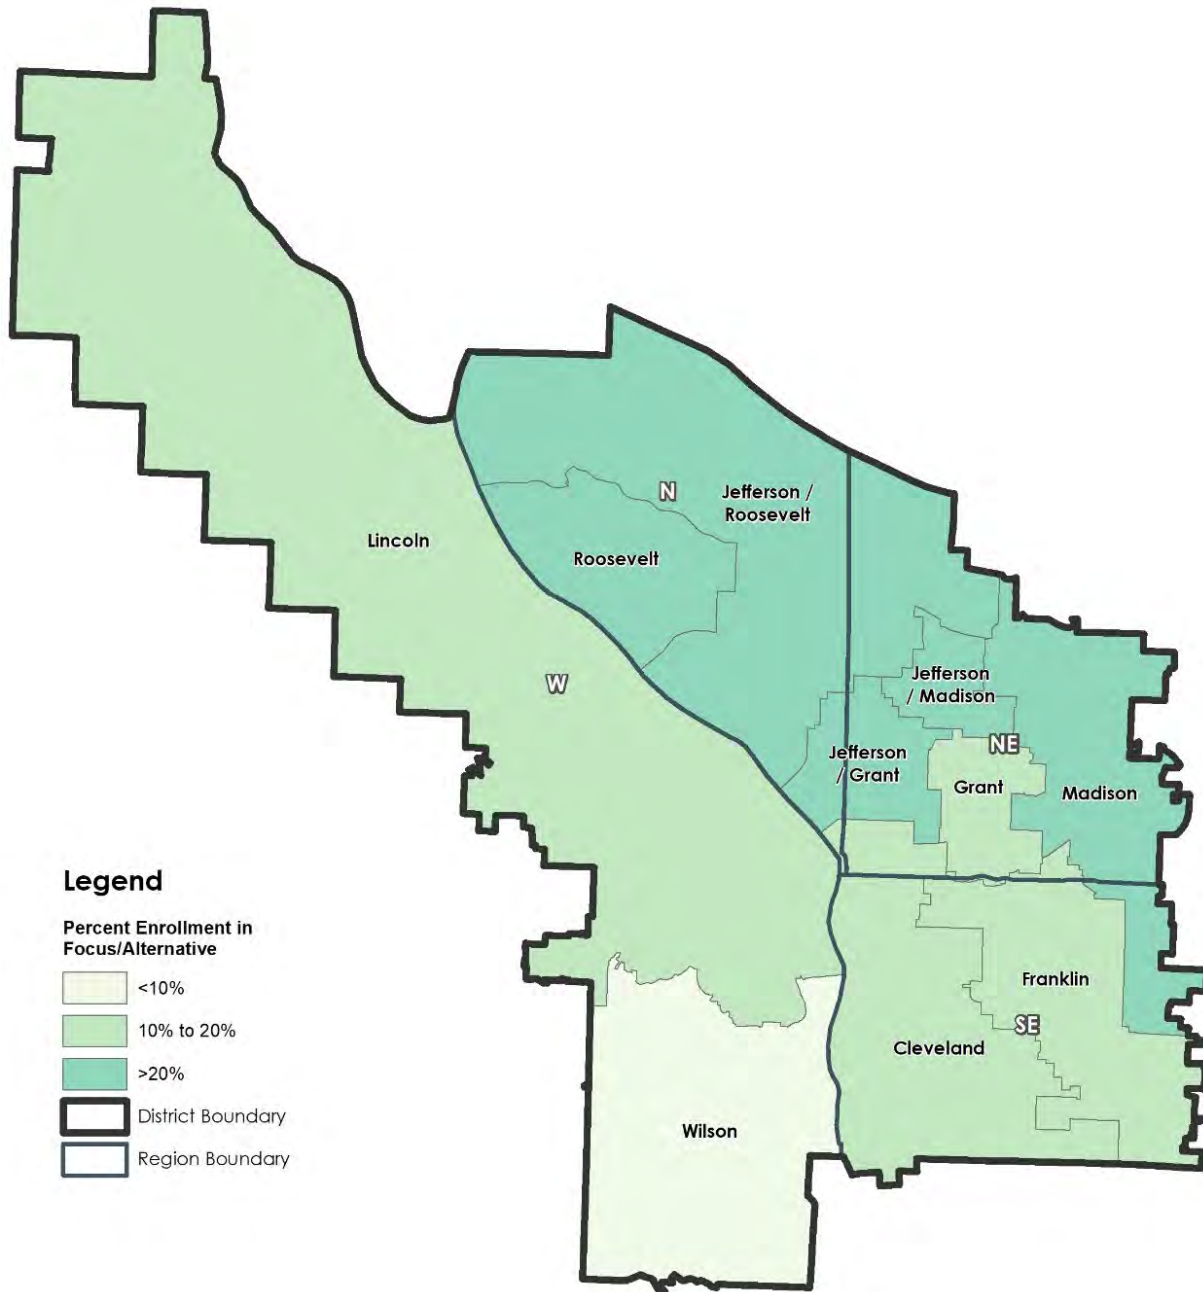 N
Jefferson /
Roosevelt
Lincoln
Roosevelt
W
Jefferson
/ Madison
NE
Jefferson
/ Grant
Grant
Madison
Legend
Percent Enrollment in
Focus/Alternative
<10%
10% to 20%
>20%
District Boundary
Region Boundary
Franklin
SE
Cleveland
Wilson